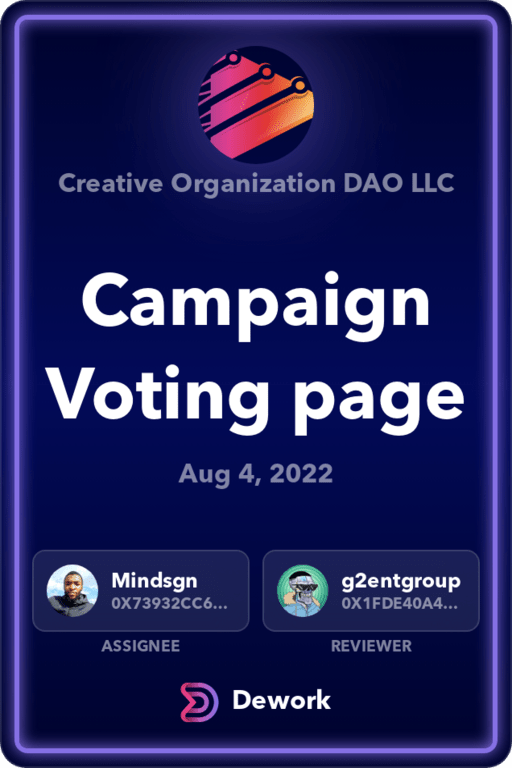 Creative Organization DAO LLC
Campaign
Voting page
Aug 4, 2022
Mindsgn
0X73932CC6...
ASSIGNEE
g2entgroup
0X1FDE40A4...
REVIEWER
Dework